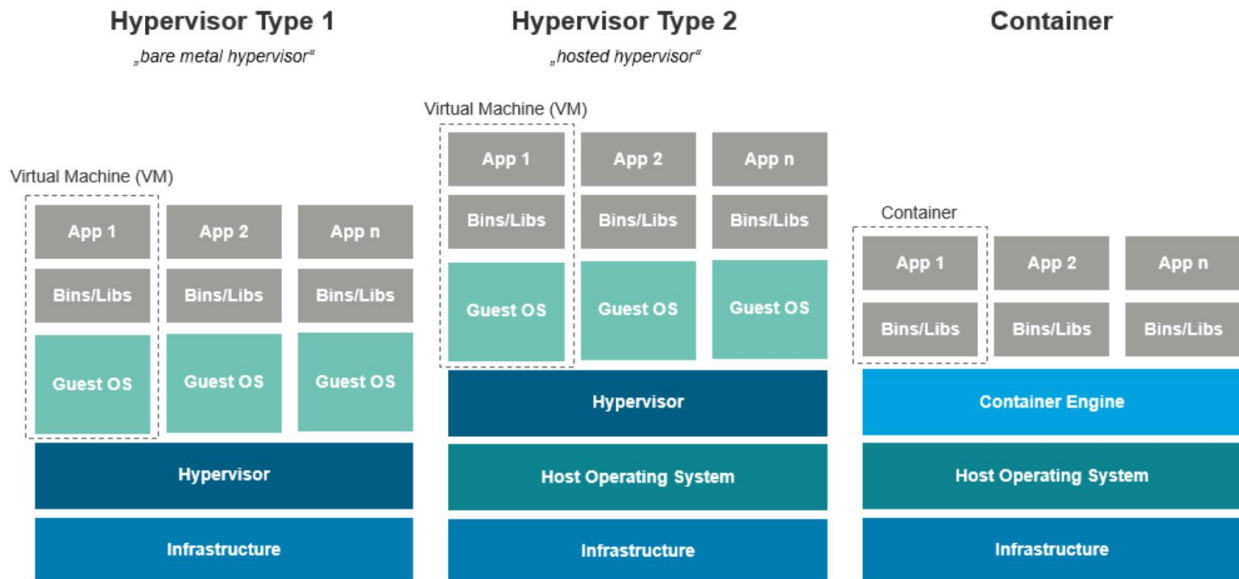 Hypervisor Type 1
„bare metal hypervisor“
Virtual Machine (VM)
App 1
App 2
App n
Bins/Libs
Bins/Libs
Bins/Libs
Guest OS
Guest OS
Guest OS
Hypervisor
Infrastructure
Hypervisor Type 2
„hosted hypervisor“
Virtual Machine (VM)
App 1
App 2
App n
Bins/Libs
Bins/Libs
Bins/Libs
Guest OS
Guest OS
Guest OS
Hypervisor
Host Operating System
Infrastructure
Container
Container
App 1
App 2
App n
Bins/Libs
Bins/Libs
Bins/Libs
Container Engine
Host Operating System
Infrastructure